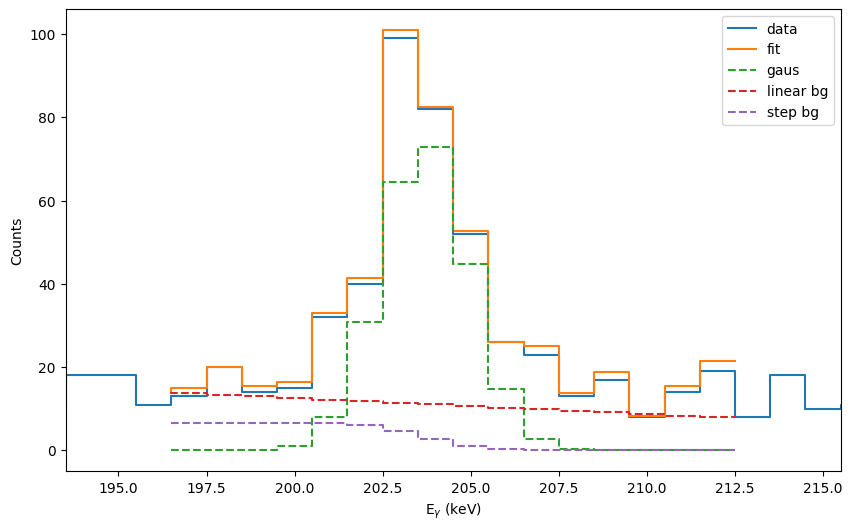 100
80
60
40
20
0
Counts
195.0 197.5 200.0 202.5 205.0 207.5 210.0 212.5 215.0
Eγ (keV)
data
fit
gaus
linear bg
step bg